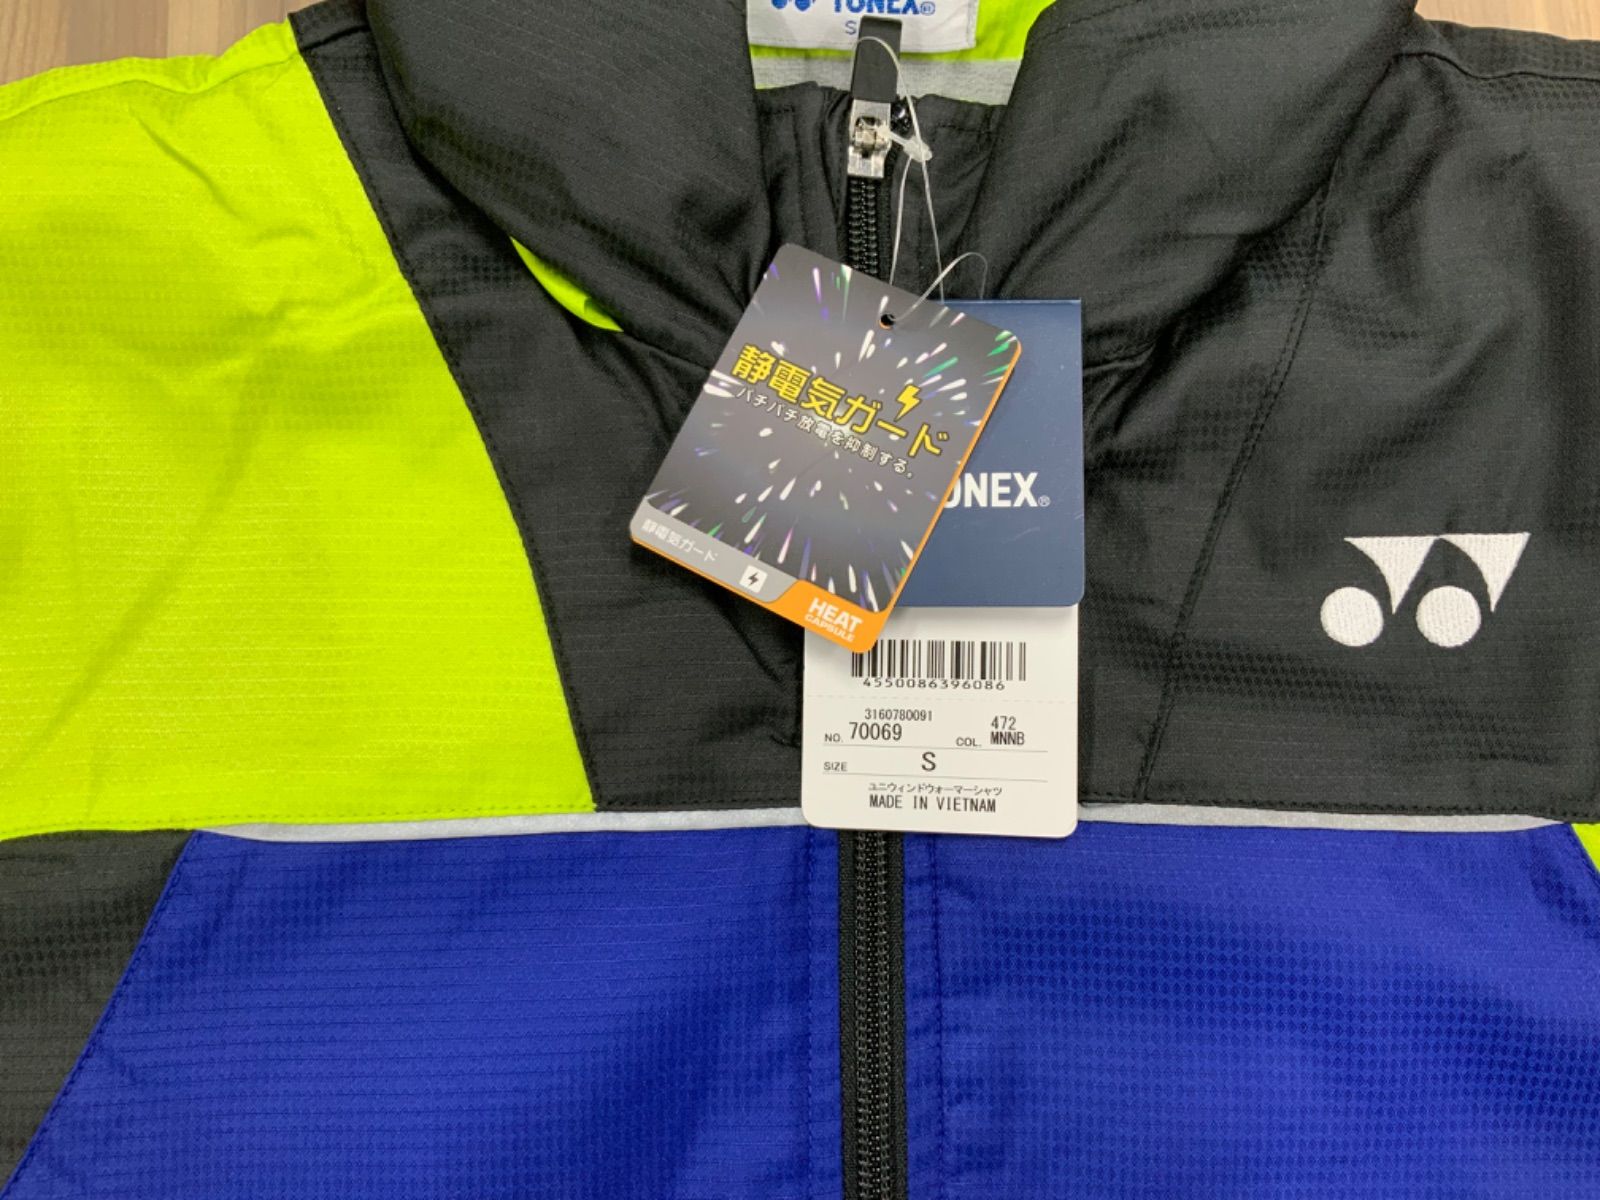 YONEX®
S
静電気ガード
パチパチ放電を抑制する。
静電気ガード
HEAT
CAPSULE
ONEX®
4550086396086
3160780091
NO. 70069
472
COL. MNNB
SIZE S
ユニウィンドウォーマーシャツ
MADE IN VIETNAM